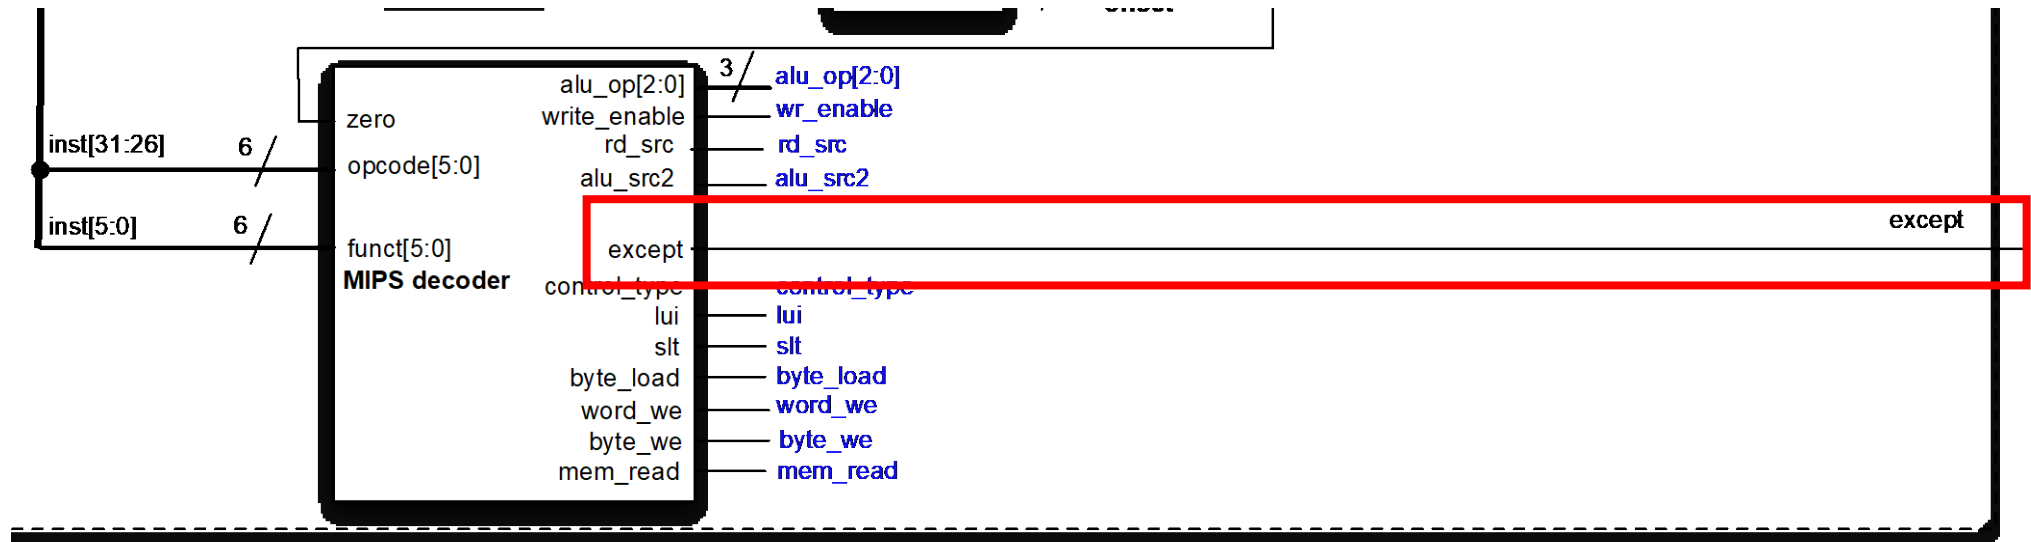 3
alu_op[2:0] alu_op[2:0]
zero write_enable wr_enable
inst[31:26] 6 rd_src rd_src
opcode[5:0] alu_src2 alu_src2
inst[5:0] 6 except
funct[5:0] except
MIPS decoder control_type control_type
lui lui
slt slt
byte_load byte_load
word_we word_we
byte_we byte_we
mem_read mem_read